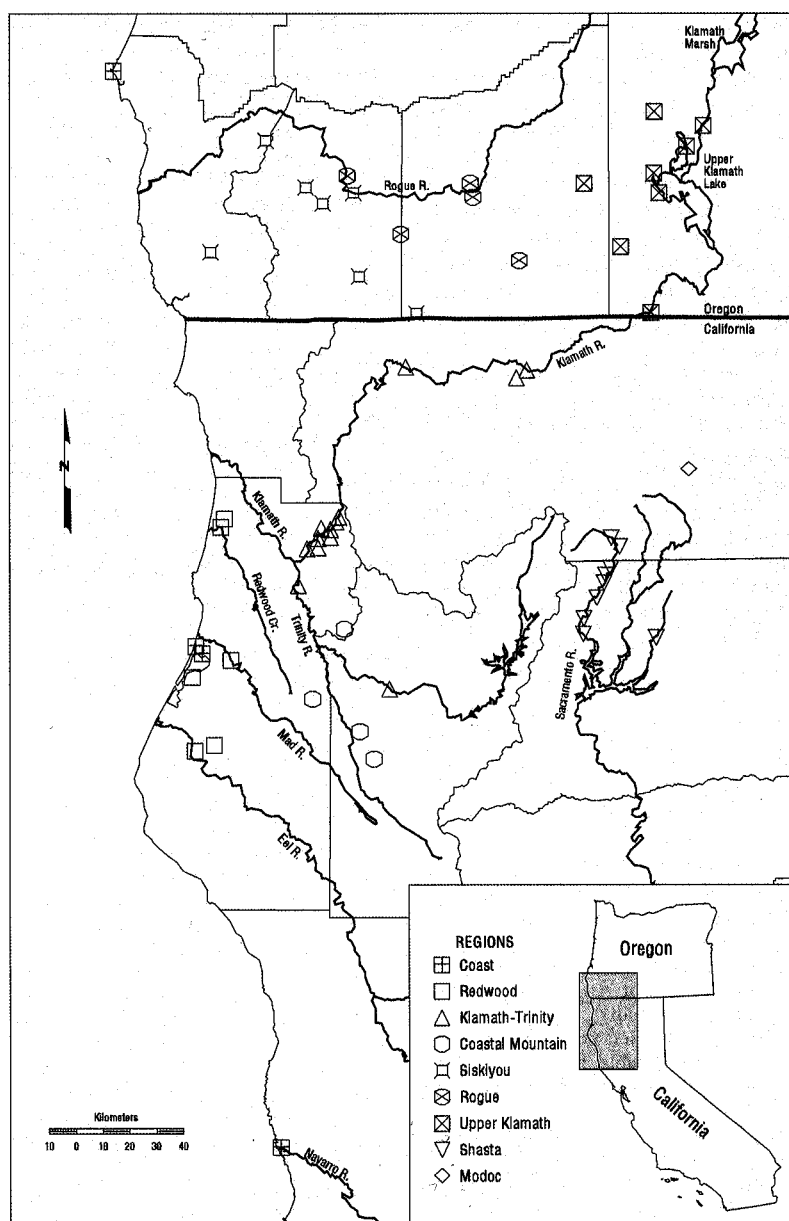 Klamath
Marsh
Upper
Klamath
Lake
Rogue R.
Oregon
California
Klamath R.
N
Klamath R.
Redwood Cr.
Trinity R.
Sacramento R.
Mad R.
Eel R.
Navarro R.
Kilometers
10 0 10 20 30 40
REGIONS
Coast
Redwood
Klamath-Trinity
Coastal Mountain
Siskiyou
Rogue
Upper Klamath
Shasta
Modoc
Oregon
California